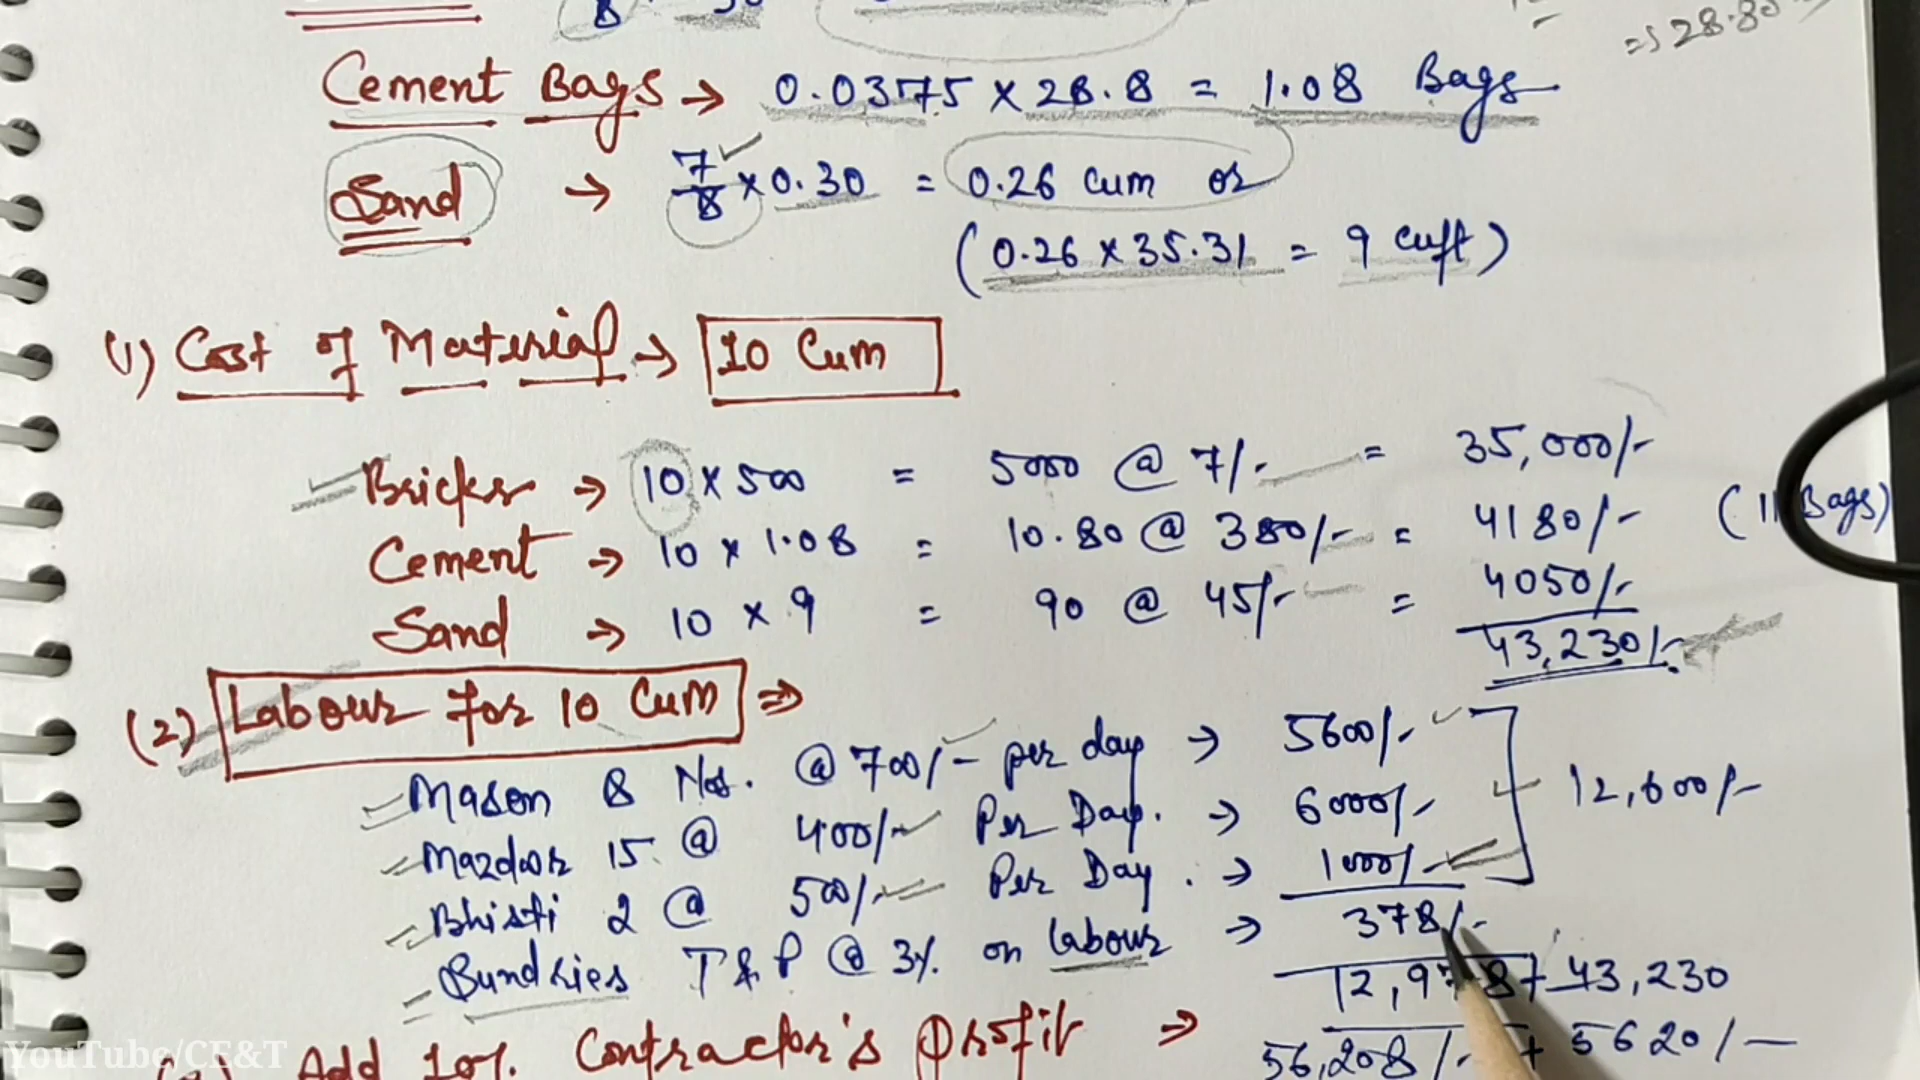 8
=> 28.80
Cement Bags → 0.0375 × 28.8 = 1.08 Bags
Sand → 7/8 × 0.30 = 0.26 Cum or
(0.26 × 35.31 = 9 cuft)
(1) Cost of Material → 10 Cum
Bricks → 10 × 500 = 5000 @ 7/- = 35,000/-
Cement → 10 × 1.08 = 10.80 @ 380/- = 4180/- (11 Bags)
Sand → 10 × 9 = 90 @ 45/- = 4050/-
43,230/-
(2) Labour For 10 Cum ⇒
Mason 8 Nos. @ 700/- per day → 5600/-
Mazdoor 15 @ 400/- Per Day. → 6000/- 12,600/-
Bhisti 2 @ 500/- Per Day. → 1000/-
Sundries T & P @ 3% on labour → 378/-
12,978 + 43,230
Add 10% Contractor's Profit ⇒ 56,208/- + 5620/-
YouTube/CE&T